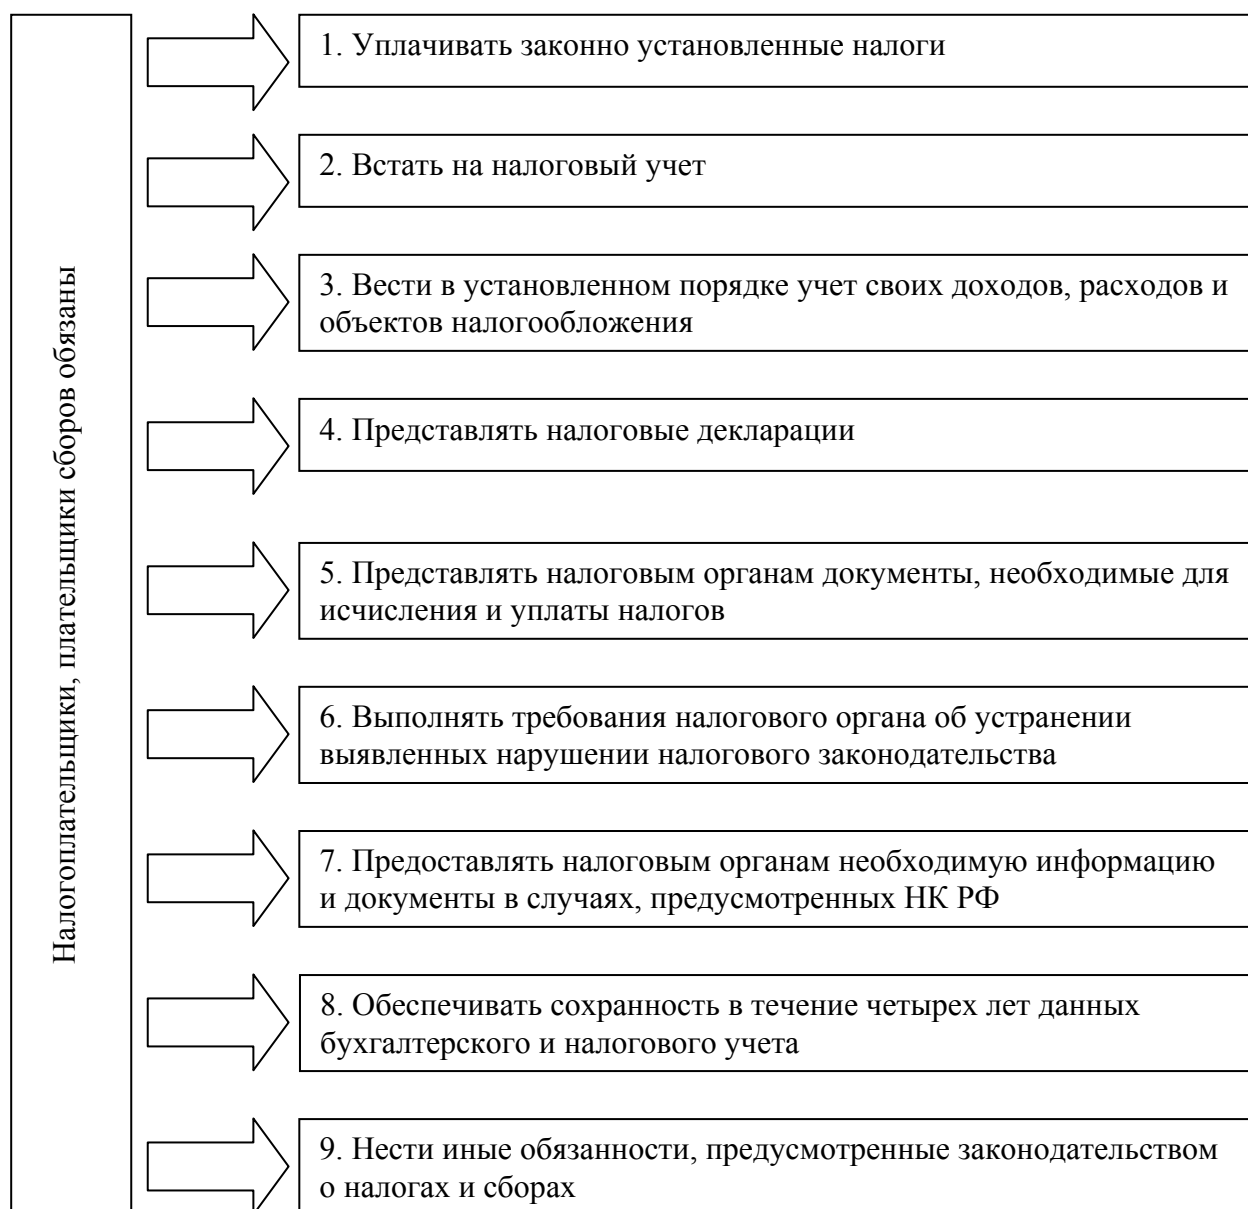 Налогоплательщики, плательщики сборов обязаны
1. Уплачивать законно установленные налоги
2. Встать на налоговый учет
3. Вести в установленном порядке учет своих доходов, расходов и
объектов налогообложения
4. Представлять налоговые декларации
5. Представлять налоговым органам документы, необходимые для
исчисления и уплаты налогов
6. Выполнять требования налогового органа об устранении
выявленных нарушении налогового законодательства
7. Предоставлять налоговым органам необходимую информацию
и документы в случаях, предусмотренных НК РФ
8. Обеспечивать сохранность в течение четырех лет данных
бухгалтерского и налогового учета
9. Нести иные обязанности, предусмотренные законодательством
о налогах и сборах